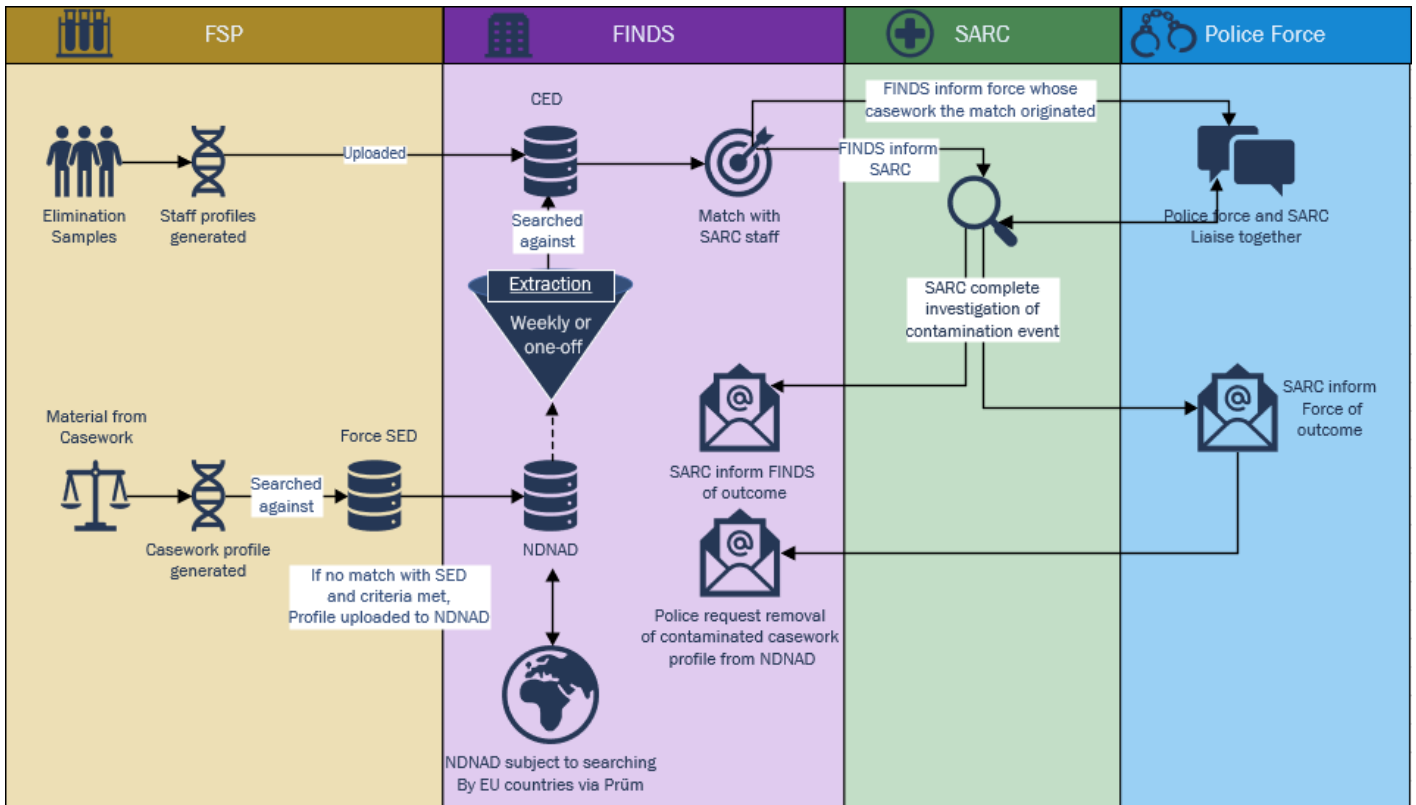 FSP
FINDS
SARC
Police Force
CED
FINDS inform force whose
casework the match originated
Uploaded
FINDS inform
SARC
Elimination
Samples
Staff profiles
generated
Searched
against
Match with
SARC staff
Police force and SARC
Liaise together
Extraction
Weekly or
one-off
SARC complete
investigation of
contamination event
Material from
Casework
Force SED
@
@
SARC inform
Force of
outcome
Searched
against
SARC inform FINDS
of outcome
Casework profile
generated
NDNAD
@
If no match with SED
and criteria met,
Profile uploaded to NDNAD
Police request removal
of contaminated casework
profile from NDNAD
NDNAD subject to searching
By EU countries via Prüm